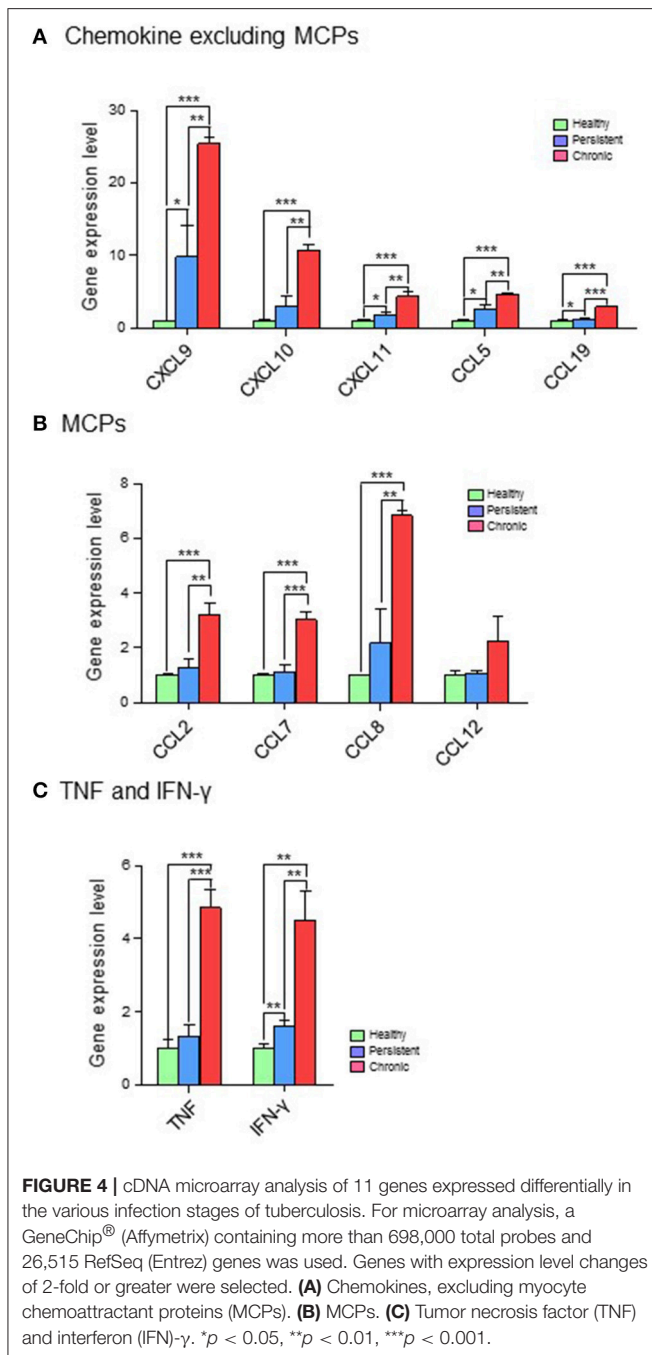 A Chemokine excluding MCPs
Gene expression level
30
20
10
0
***
**
*
***
**
***
**
*
***
**
*
***
***
*
Healthy
Persistent
Chronic
CXCL9
CXCL10
CXCL11
CCL5
CCL19
B MCPs
Gene expression level
8
6
4
2
0
***
**
***
***
***
**
Healthy
Persistent
Chronic
CCL2
CCL7
CCL8
CCL12
C TNF and IFN-γ
Gene expression level
6
4
2
0
***
***
**
**
**
Healthy
Persistent
Chronic
TNF
IFN-γ
FIGURE 4 | cDNA microarray analysis of 11 genes expressed differentially in
the various infection stages of tuberculosis. For microarray analysis, a
GeneChip® (Affymetrix) containing more than 698,000 total probes and
26,515 RefSeq (Entrez) genes was used. Genes with expression level changes
of 2-fold or greater were selected. (A) Chemokines, excluding myocyte
chemoattractant proteins (MCPs). (B) MCPs. (C) Tumor necrosis factor (TNF)
and interferon (IFN)-γ. *p < 0.05, **p < 0.01, ***p < 0.001.